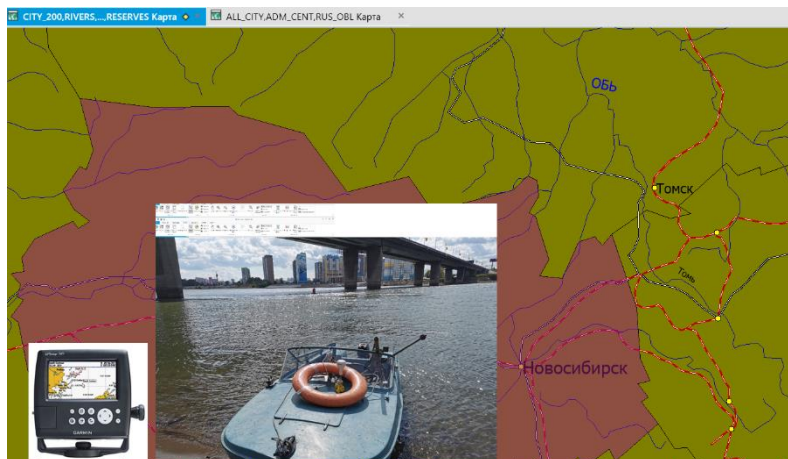 CITY_200,RIVERS,...,RESERVES Карта
ALL_CITY,ADM_CENT,RUS_OBL Карта
ОБЬ
Томск
Томь
Новосибирск
GARMIN